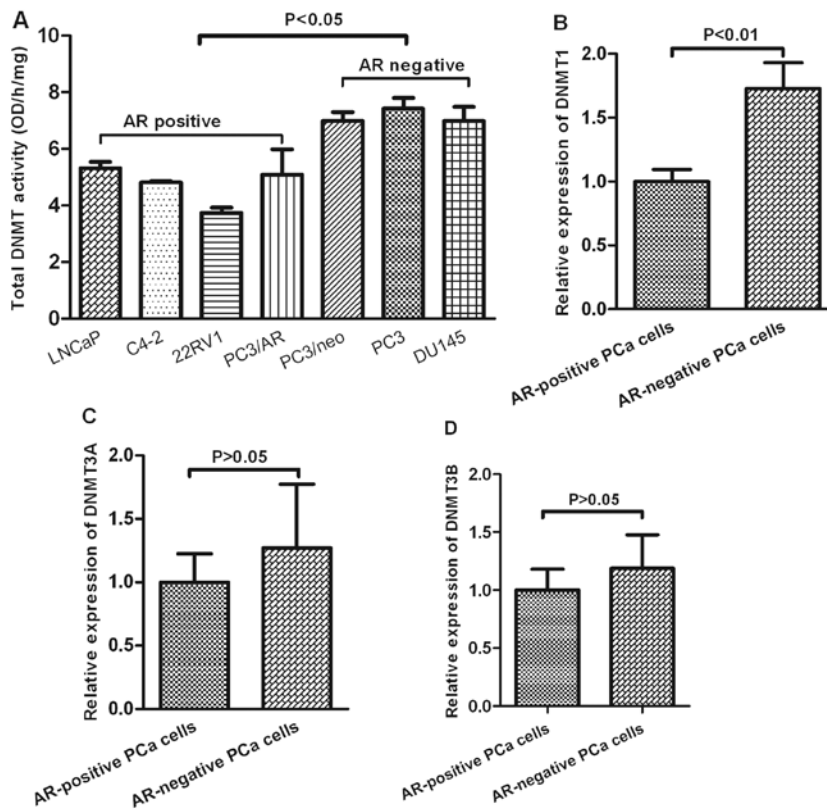 A
P<0.05
AR negative
AR positive
Total DNMT activity (OD/h/mg)
10
8
6
4
2
0
LNCaP
C4-2
22RV1
PC3/AR
PC3/neo
PC3
DU145
B
P<0.01
Relative expression of DNMT1
2.0
1.5
1.0
0.5
0.0
AR-positive PCa cells
AR-negative PCa cells
C
P>0.05
Relative expression of DNMT3A
2.0
1.5
1.0
0.5
0.0
AR-positive PCa cells
AR-negative PCa cells
D
P>0.05
Relative expression of DNMT3B
2.0
1.5
1.0
0.5
0.0
AR-positive PCa cells
AR-negative PCa cells